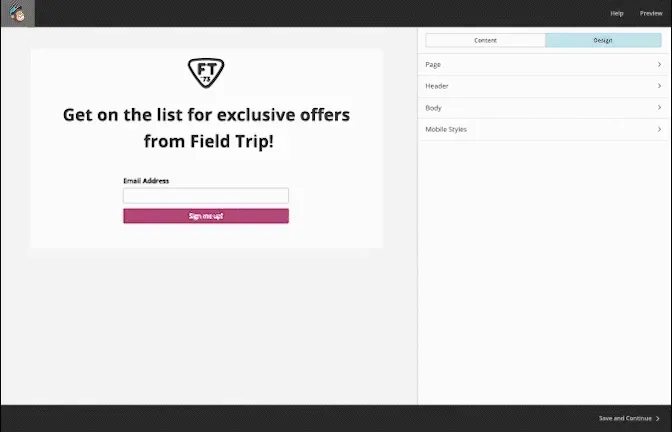 Help Preview
FT
73
Get on the list for exclusive offers
from Field Trip!
Email Address
Sign me up!
Content Design
Page
Header
Body
Mobile Styles
Save and Continue